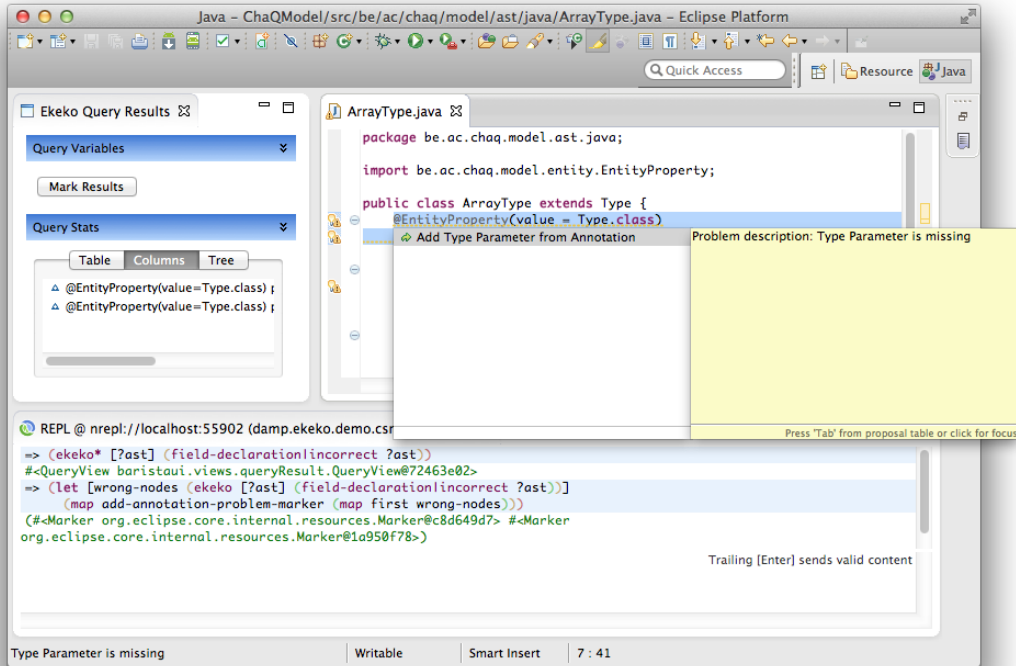 Java – ChaQModel/src/be/ac/chaq/model/ast/java/ArrayType.java – Eclipse Platform
Quick Access
Resource
Java
Ekeko Query Results
Query Variables
Mark Results
Query Stats
Table Columns Tree
@EntityProperty(value=Type.class)
@EntityProperty(value=Type.class)
ArrayType.java
package be.ac.chaq.model.ast.java;
import be.ac.chaq.model.entity.EntityProperty;
public class ArrayType extends Type {
@EntityProperty(value = Type.class)
Add Type Parameter from Annotation
Problem description: Type Parameter is missing
Press 'Tab' from proposal table or click for focus
REPL @ nrepl://localhost:55902 (damp.ekeko.demo.csr
=> (ekeko* [?ast] (field-declaration|incorrect ?ast))
#<QueryView baristaui.views.queryResult.QueryView@72463e02>
=> (let [wrong-nodes (ekeko [?ast] (field-declaration|incorrect ?ast))]
(map add-annotation-problem-marker (map first wrong-nodes)))
(#<Marker org.eclipse.core.internal.resources.Marker@c8d649d7> #<Marker
org.eclipse.core.internal.resources.Marker@1a950f78>)
Trailing [Enter] sends valid content
Type Parameter is missing
Writable
Smart Insert
7 : 41